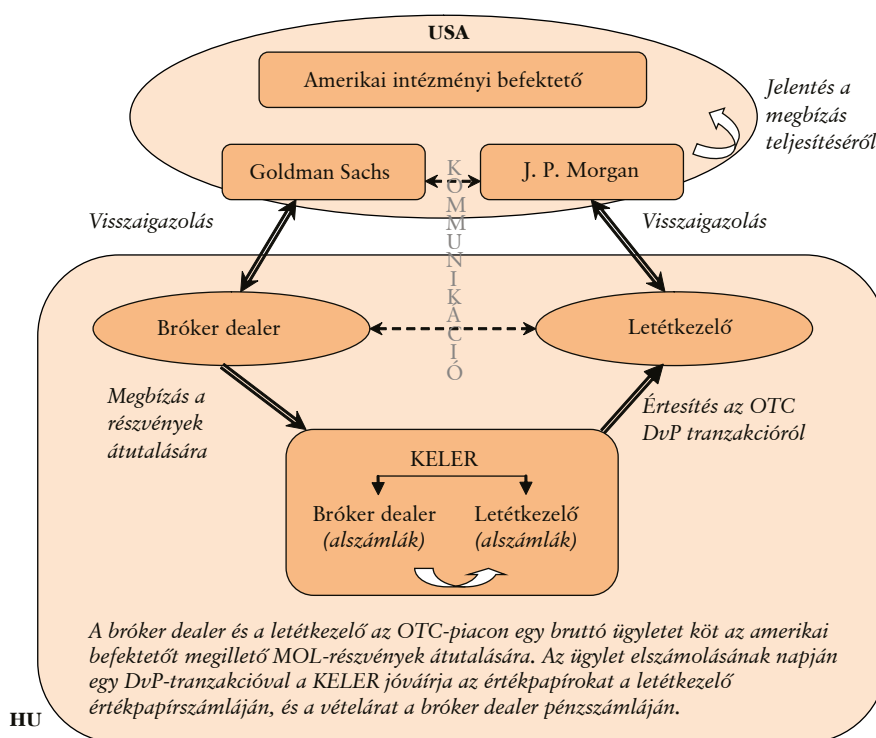 USA
Amerikai intézményi befektető
Jelentés a
megbízás
teljesítéséről
Goldman Sachs
J. P. Morgan
KOMMUNIKACIÓ
Visszaigazolás
Visszaigazolás
Bróker dealer
Letétkezelő
Megbízás a
részvények
átutalására
Értesítés az OTC
DvP tranzakcióról
KELER
Bróker dealer
(alszámlák)
Letétkezelő
(alszámlák)
A bróker dealer és a letétkezelő az OTC-piacon egy bruttó ügyletet köt az amerikai
befektetőt megillető MOL-részvények átutalására. Az ügylet elszámolásának napján
egy DvP-tranzakcióval a KELER jóváírja az értékpapírokat a letétkezelő
értékpapírszámláján, és a vételárat a bróker dealer pénzszámláján.
HU